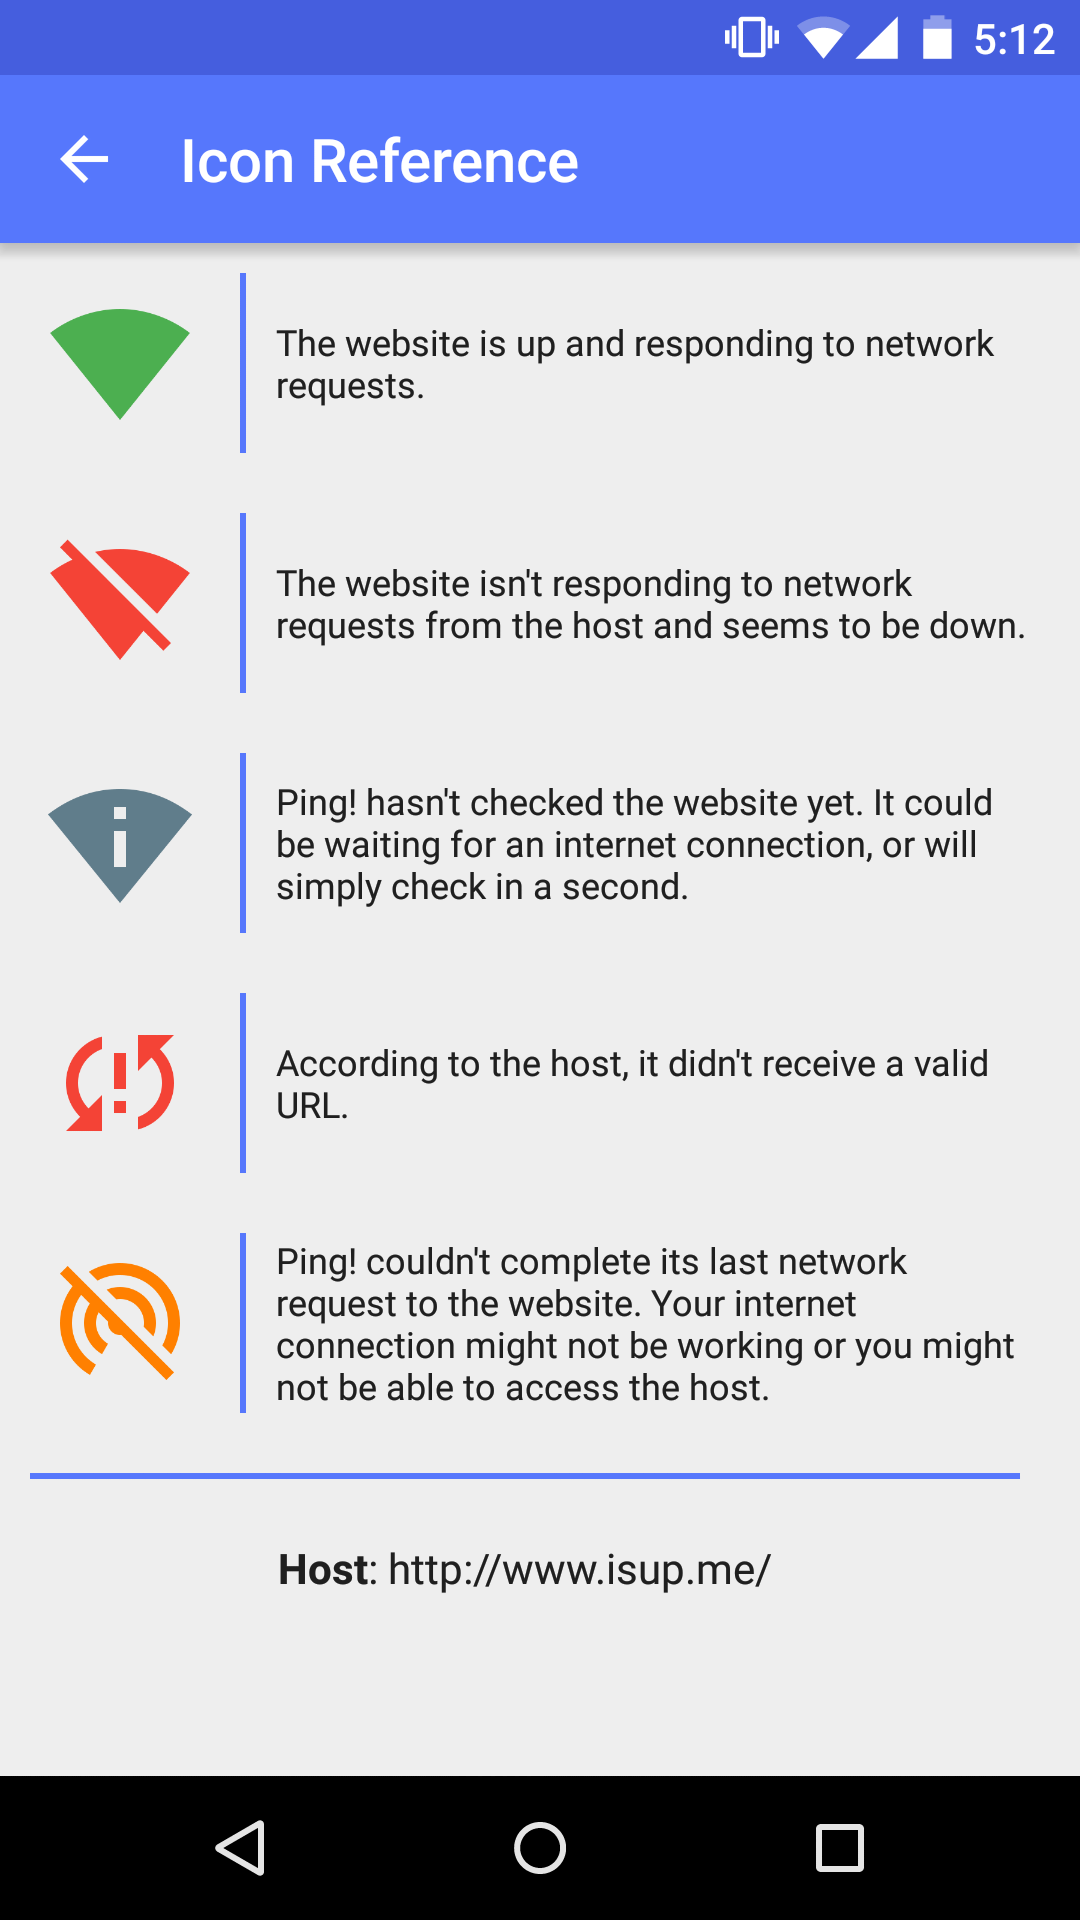 5:12
Icon Reference
The website is up and responding to network
requests.
The website isn't responding to network
requests from the host and seems to be down.
Ping! hasn't checked the website yet. It could
be waiting for an internet connection, or will
simply check in a second.
According to the host, it didn't receive a valid
URL.
Ping! couldn't complete its last network
request to the website. Your internet
connection might not be working or you might
not be able to access the host.
Host: http://www.isup.me/